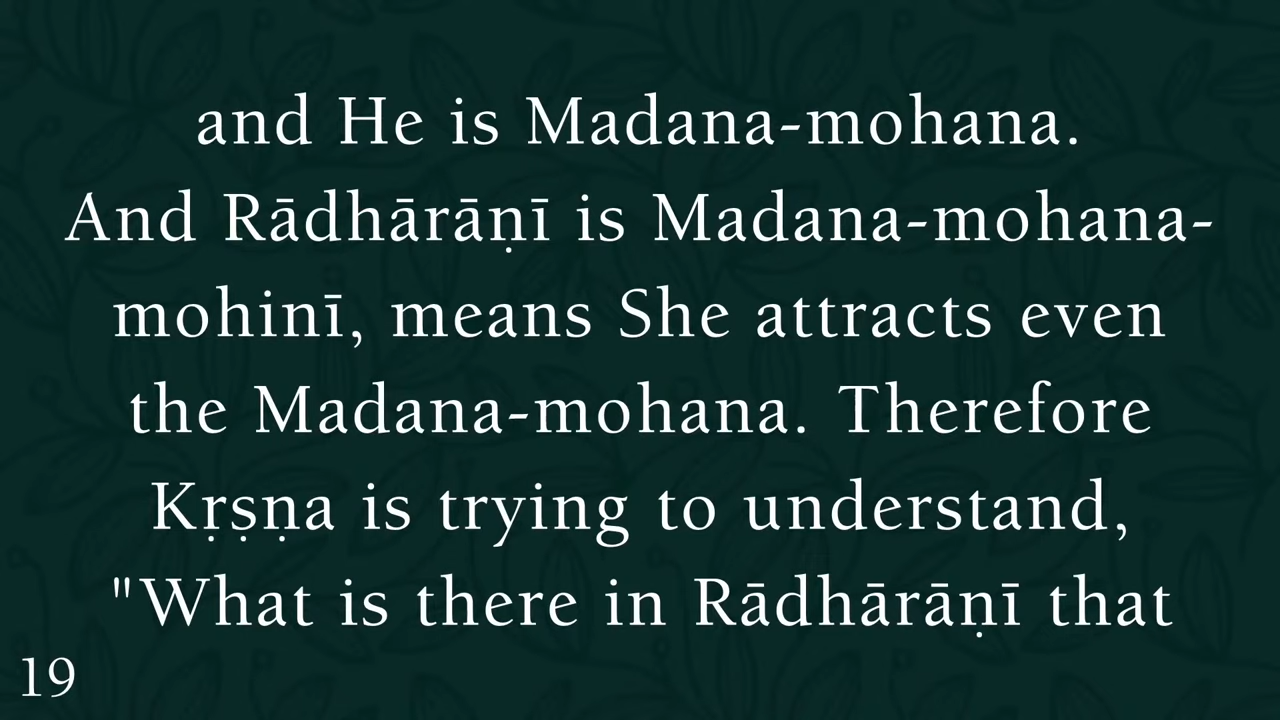 and He is Madana-mohana.
And Rādhārāṇī is Madana-mohana-
mohinī, means She attracts even
the Madana-mohana. Therefore
Kṛṣṇa is trying to understand,
"What is there in Rādhārāṇī that
19